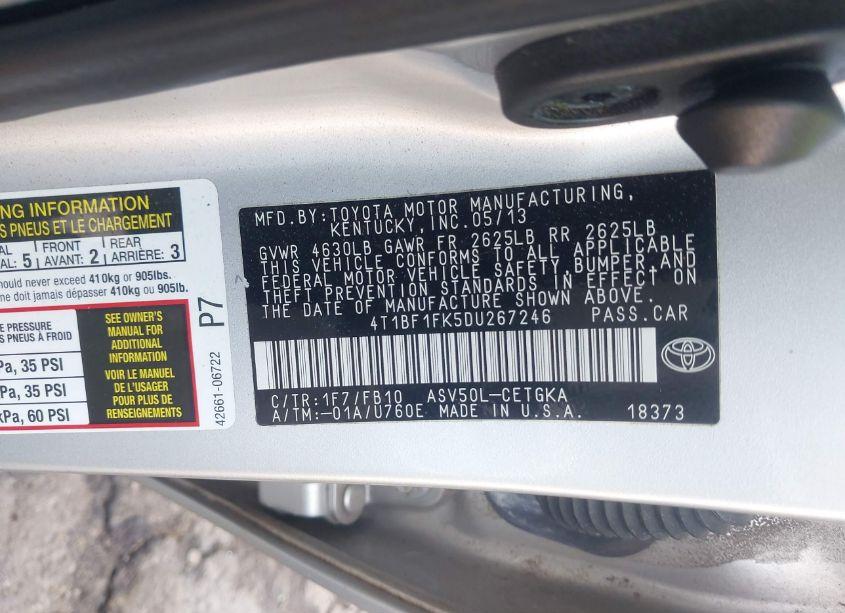 NG INFORMATION
S PNEUS ET LE CHARGEMENT
AL 5 FRONT 2 REAR 3
AL: AVANT: ARRIÈRE:
ould never exceed 410kg or 905lbs.
ne doit jamais dépasser 410kg ou 905lb.
E PRESSURE
S PNEUS À FROID
Pa, 35 PSI
Pa, 35 PSI
kPa, 60 PSI
SEE OWNER'S
MANUAL FOR
ADDITIONAL
INFORMATION
VOIR LE MANUEL
DE L'USAGER
POUR PLUS DE
RENSEIGNEMENTS
P7
42661-06722
MFD.BY:TOYOTA MOTOR MANUFACTURING,
KENTUCKY,INC.05/13
GVWR 4630LB GAWR FR 2625LB RR 2625LB
THIS VEHICLE CONFORMS TO ALL APPLICABLE
FEDERAL MOTOR VEHICLE SAFETY,BUMPER,AND
THEFT PREVENTION STANDARDS IN EFFECT ON
THE DATE OF MANUFACTURE SHOWN ABOVE.
4T1BF1FK5DU267246 PASS.CAR
C/TR:1F7/FB10 ASV50L-CETGKA
A/TM:-01A/U760E MADE IN U.S.A. 18373